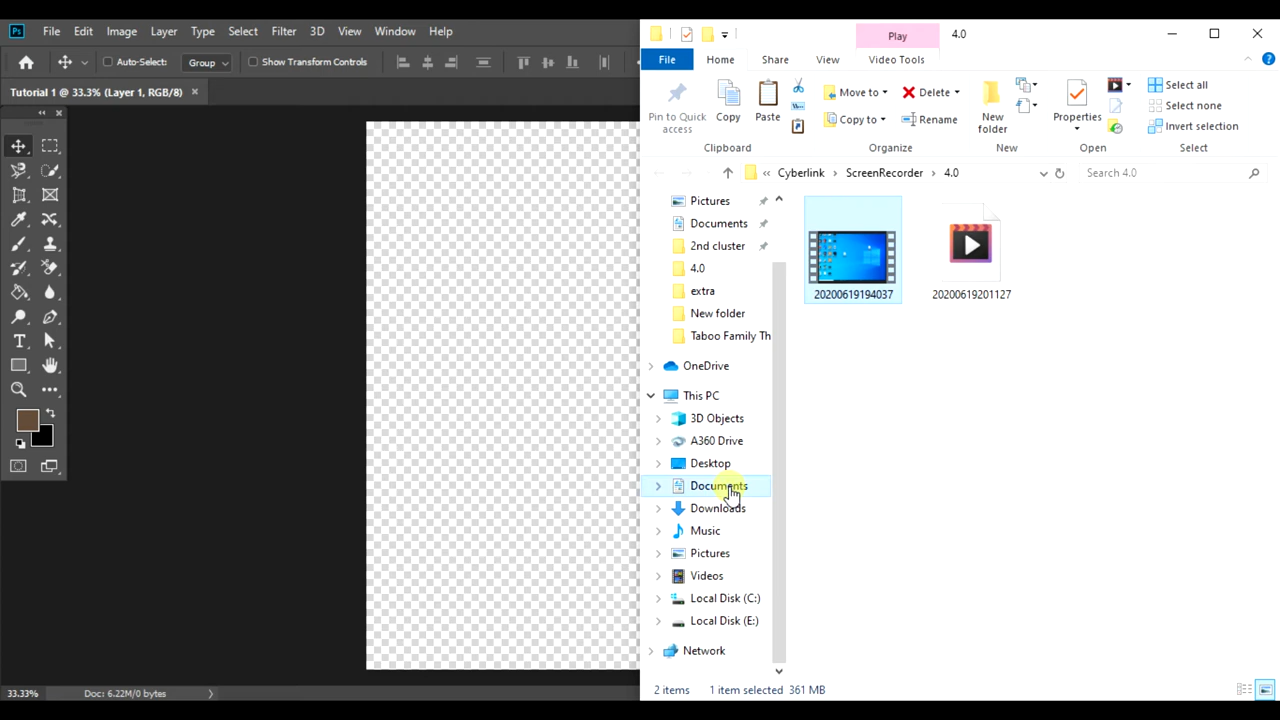 Ps File Edit Image Layer Type Select Filter 3D View Window Help
Auto-Select: Group Show Transform Controls
Tutorial 1 @ 33.3% (Layer 1, RGB/8)
33.33% Doc: 6.22M/0 bytes
Play 4.0
File Home Share View Video Tools
Pin to Quick access
Copy
Paste
Move to
Copy to
Delete
Rename
New folder
Properties
Select all
Select none
Invert selection
Clipboard Organize New Open Select
« Cyberlink › ScreenRecorder › 4.0
Search 4.0
Pictures
Documents
2nd cluster
4.0
extra
New folder
Taboo Family Th
OneDrive
This PC
3D Objects
A360 Drive
Desktop
Documents
Downloads
Music
Pictures
Videos
Local Disk (C:)
Local Disk (E:)
Network
20200619194037
20200619201127
2 items 1 item selected 361 MB